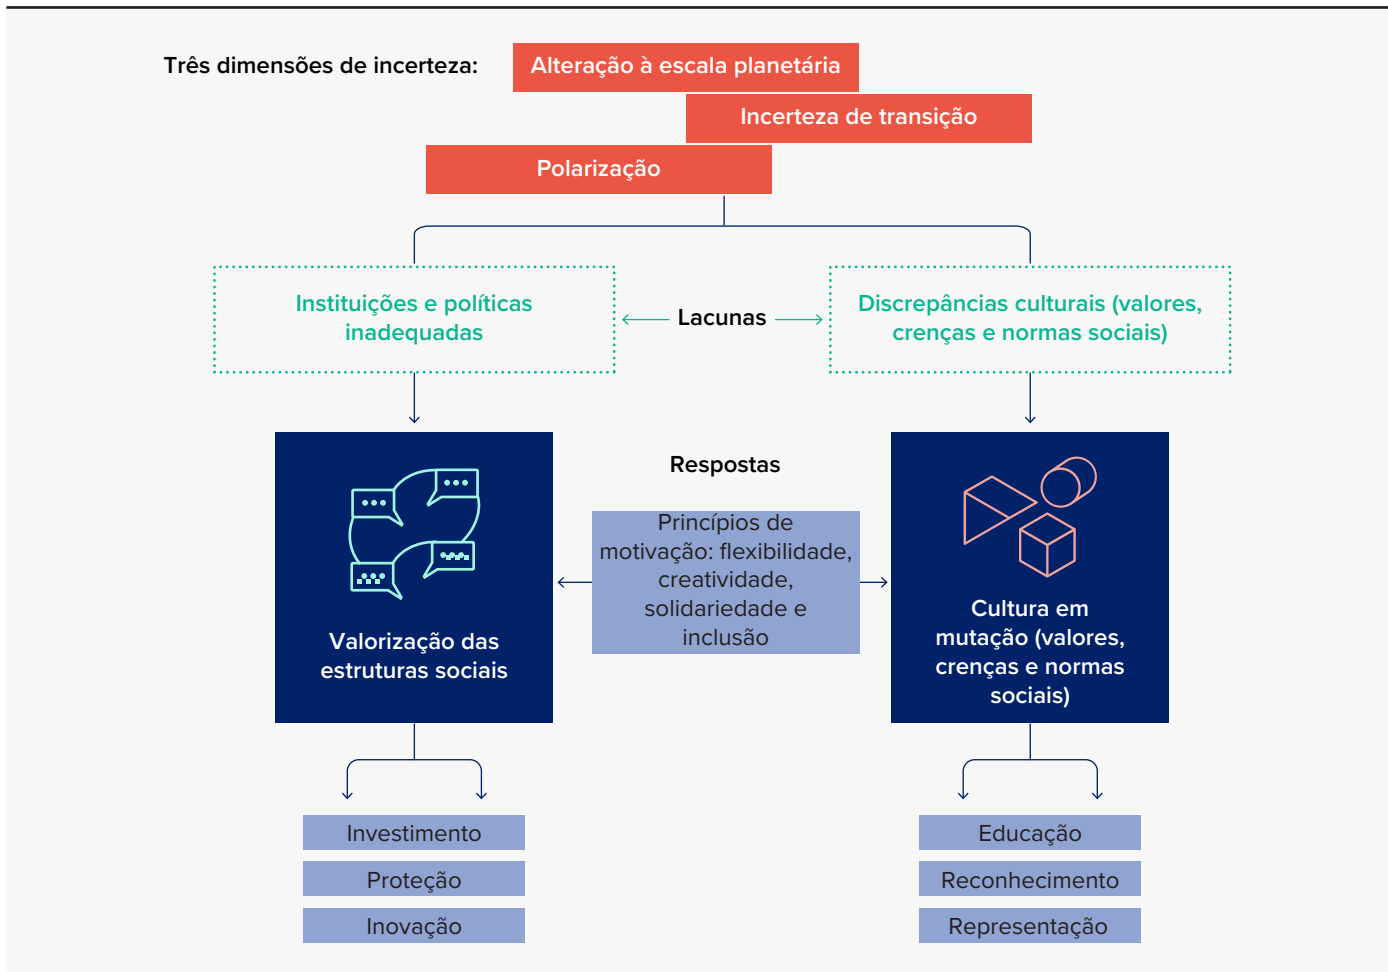 Três dimensões de incerteza:
Alteração à escala planetária
Incerteza de transição
Polarização
Instituições e políticas
inadequadas
Lacunas
Discrepâncias culturais (valores,
crenças e normas sociais)
Respostas
Princípios de
motivação: flexibilidade,
creatividade,
solidariedade e
inclusão
Valorização das
estruturas sociais
Cultura em
mutação (valores,
crenças e normas
sociais)
Investimento
Proteção
Inovação
Educação
Reconhecimento
Representação